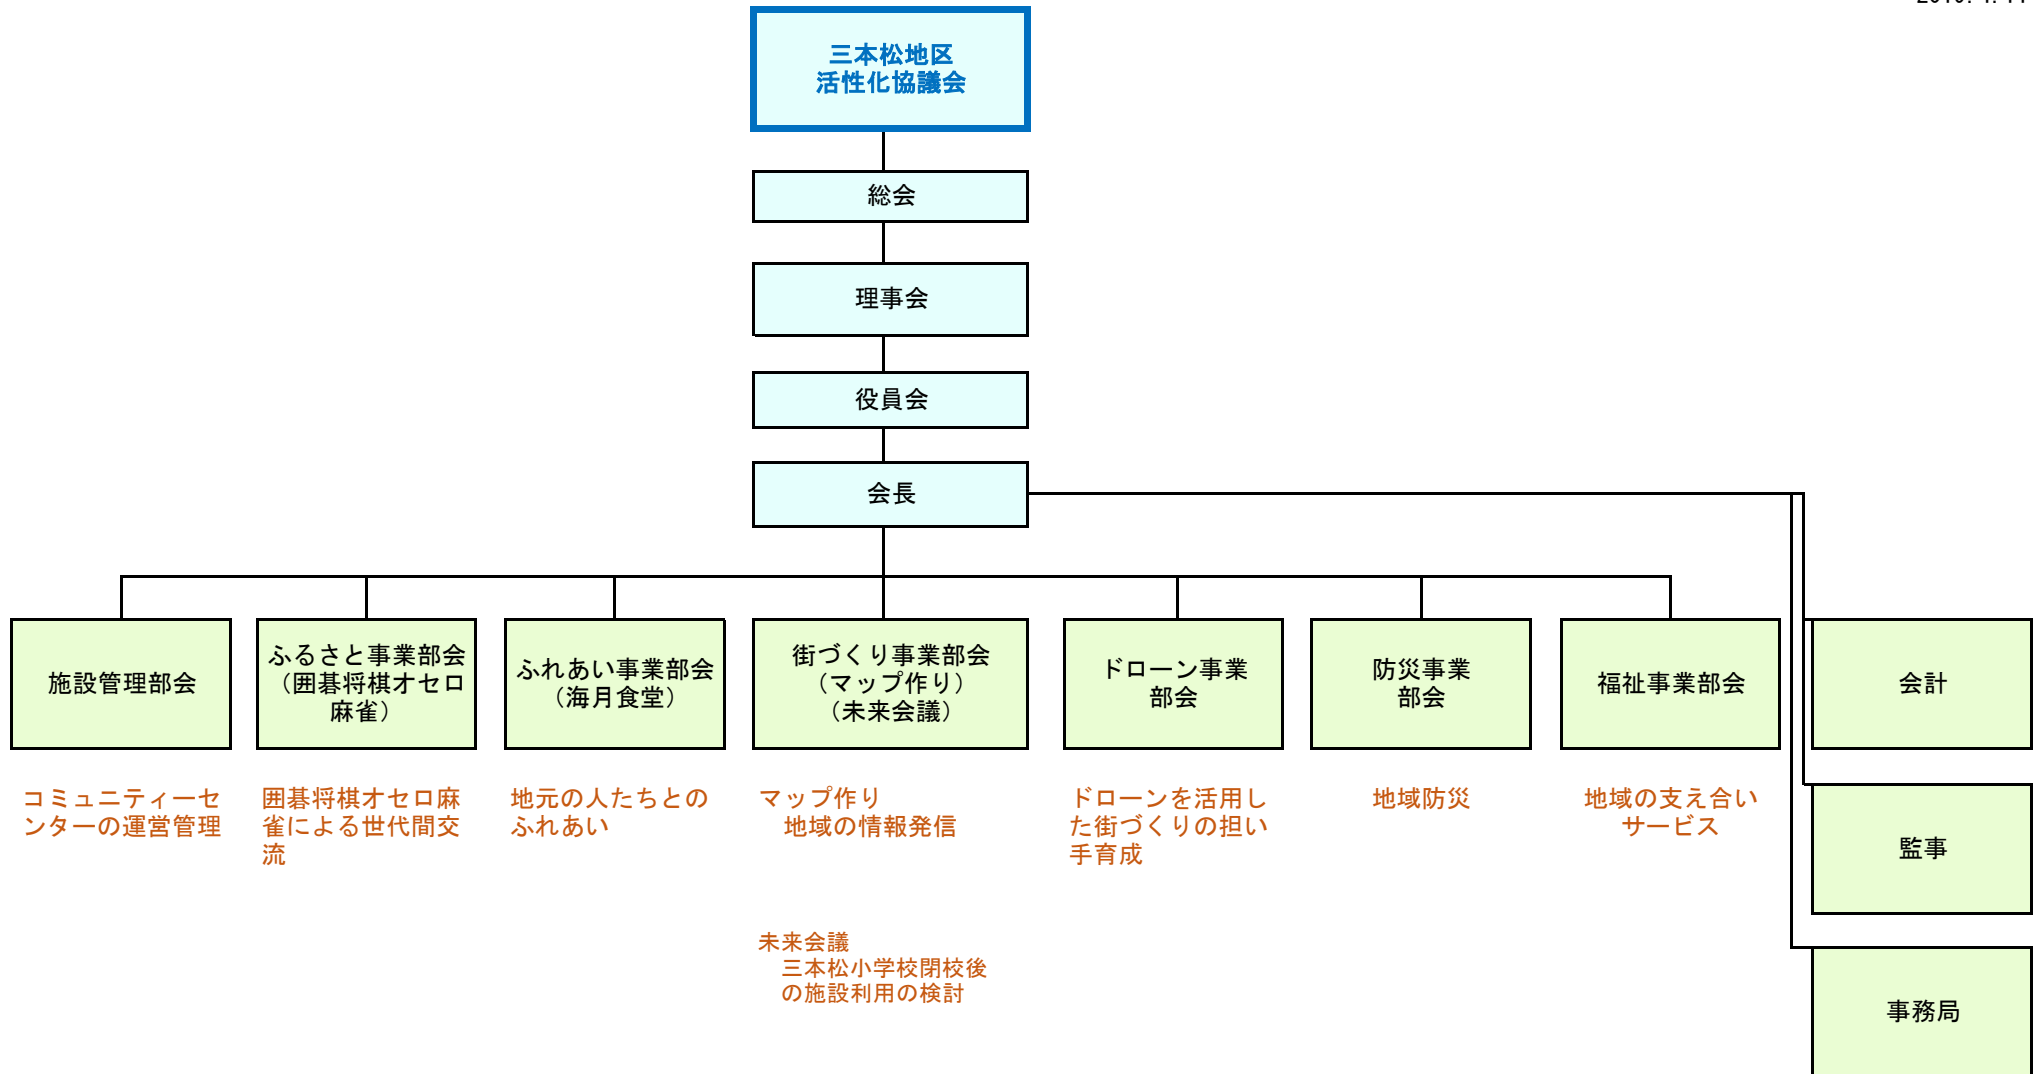 三本松地区
活性化協議会
総会
理事会
役員会
会長
施設管理部会
ふるさと事業部会
（囲碁将棋オセロ
麻雀）
ふれあい事業部会
（海月食堂）
街づくり事業部会
（マップ作り）
（未来会議）
ドローン事業
部会
防災事業
部会
福祉事業部会
会計
コミュニティーセ
ンターの運営管理
囲碁将棋オセロ麻
雀による世代間交
流
地元の人たちとの
ふれあい
マップ作り
地域の情報発信
ドローンを活用し
た街づくりの担い
手育成
地域防災
地域の支え合い
サービス
監事
未来会議
三本松小学校閉校後
の施設利用の検討
事務局